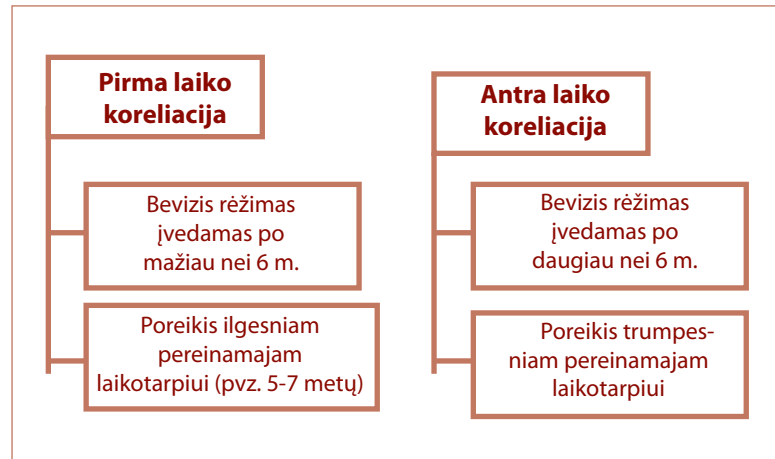 Pirma laiko
koreliacija
Bevizis rėžimas
įvedamas po
mažiau nei 6 m.
Poreikis ilgesniam
pereinamajam
laikotarpiui (pvz. 5-7 metų)
Antra laiko
koreliacija
Bevizis rėžimas
įvedamas po
daugiau nei 6 m.
Poreikis trumpes-
niam pereinamajam
laikotarpiui